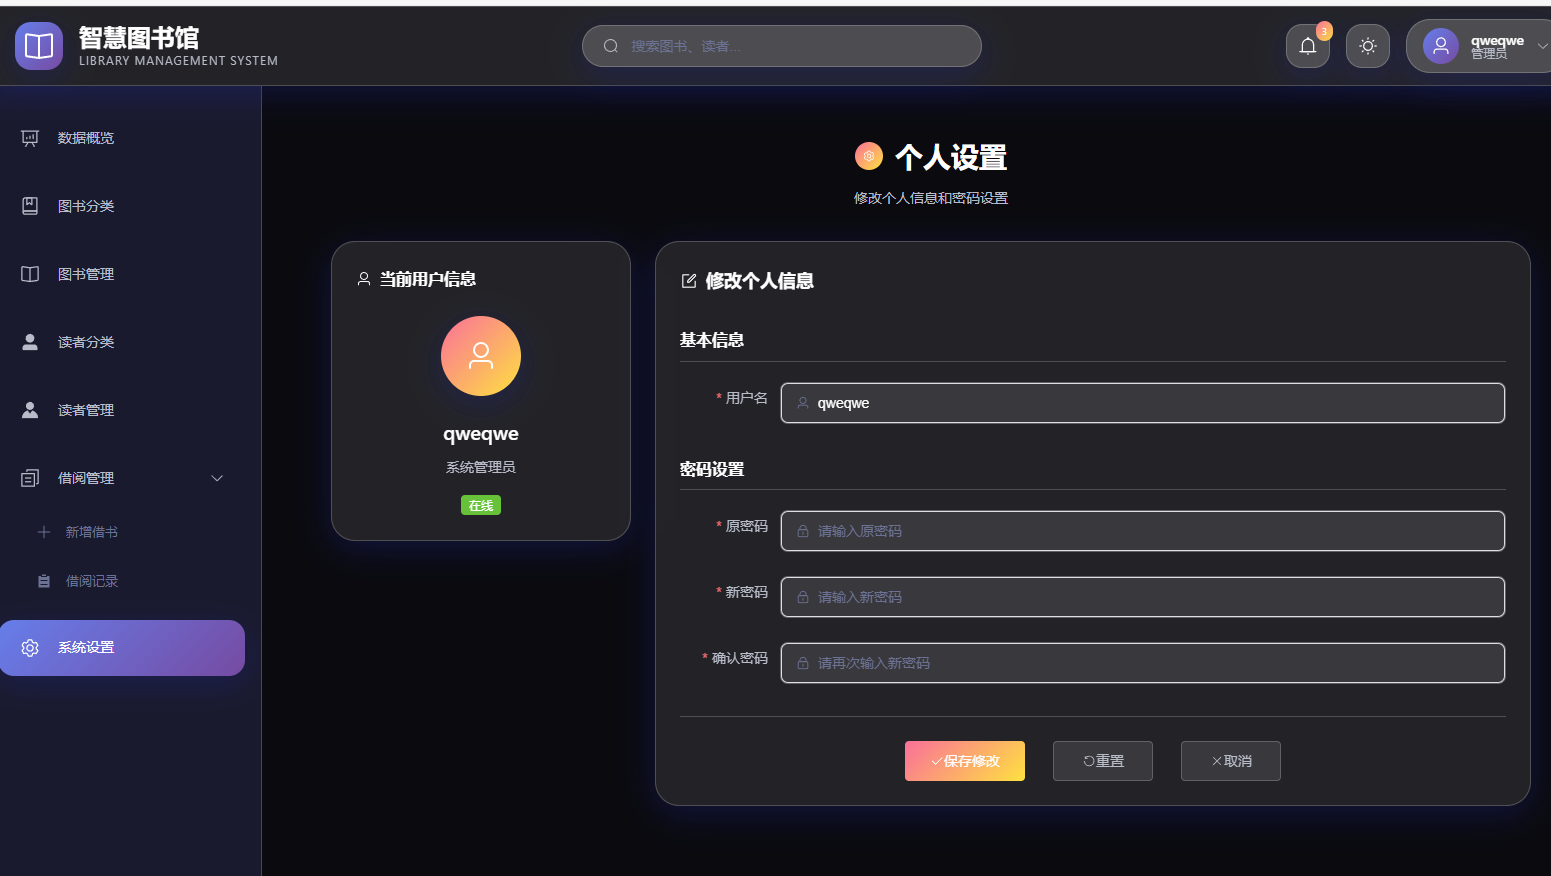 智慧图书馆
LIBRARY MANAGEMENT SYSTEM
搜索图书、读者...
3
qweqwe
管理员
数据概览
图书分类
图书管理
读者分类
读者管理
借阅管理
新增借书
借阅记录
系统设置
个人设置
修改个人信息和密码设置
当前用户信息
qweqwe
系统管理员
在线
修改个人信息
基本信息
* 用户名
qweqwe
密码设置
* 原密码
请输入原密码
* 新密码
请输入新密码
* 确认密码
请再次输入新密码
保存修改
重置
取消